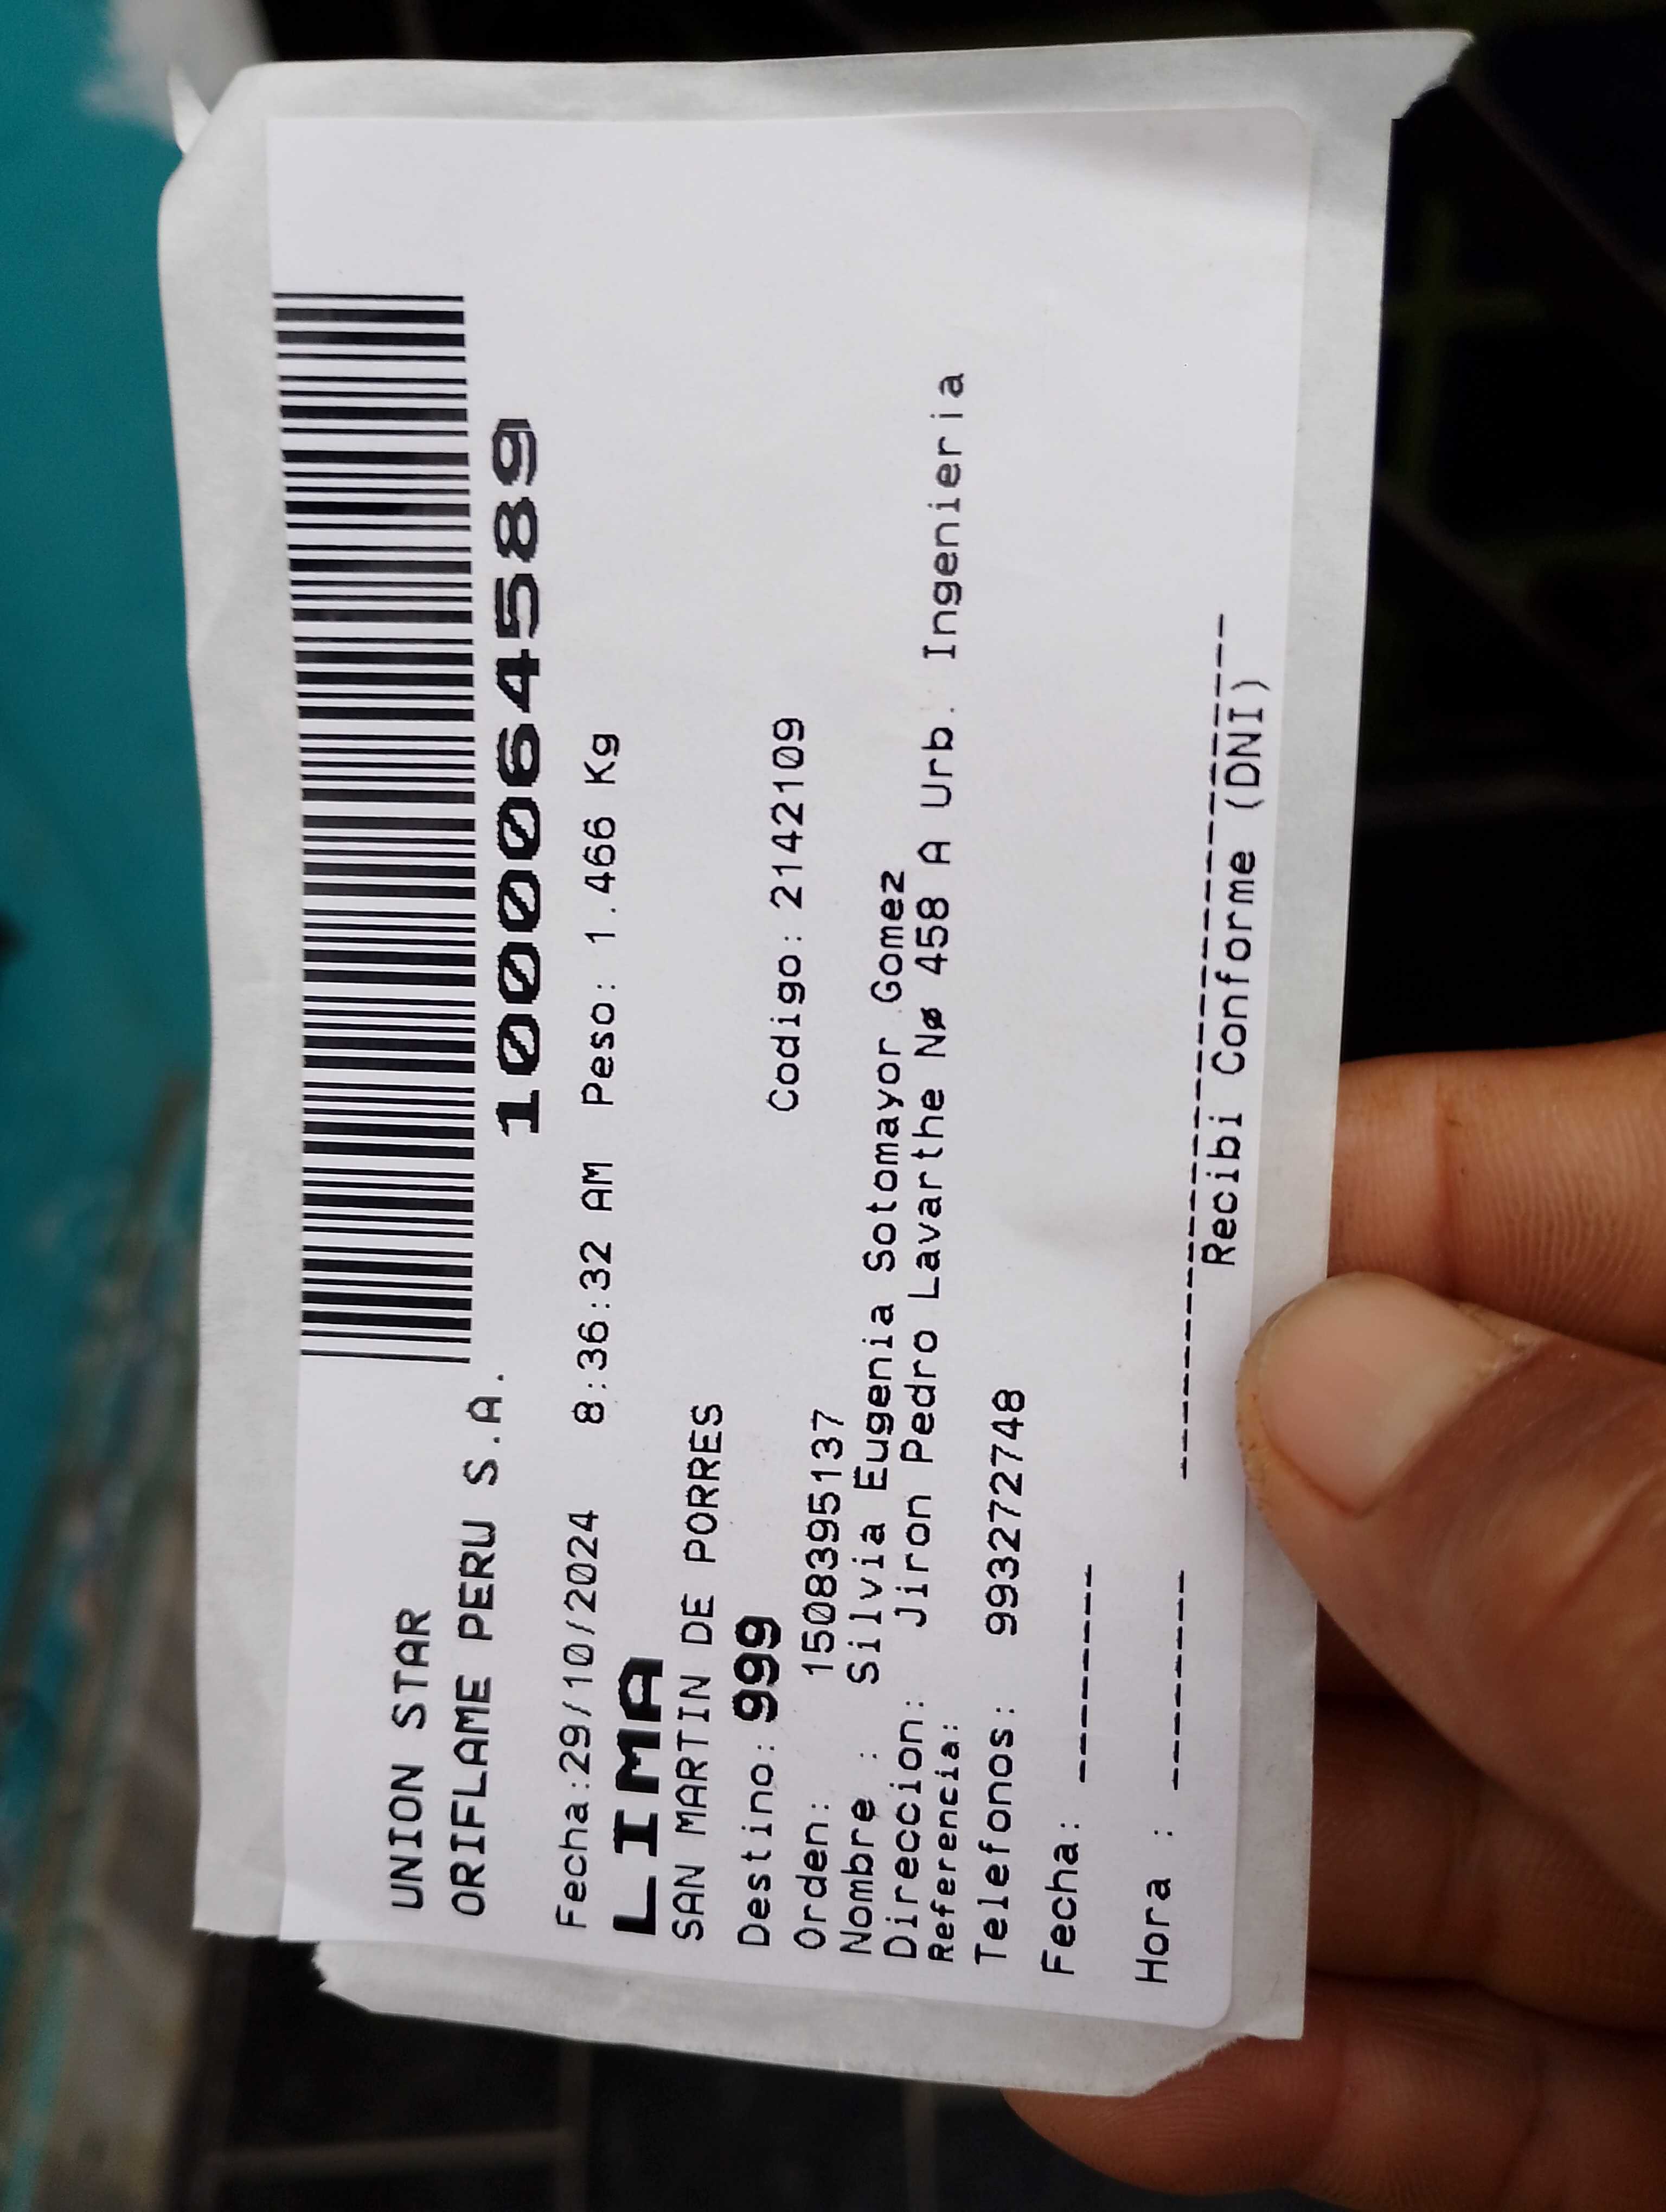 UNION STAR
ORIFLAME PERU S.A.
1000064589
Fecha:29/10/2024 8:36:32 AM Peso: 1.466 Kg
LIMA
SAN MARTIN DE PORRES
Destino: 999
Codigo: 2142109
Orden: 1508395137
Nombre : Silvia Eugenia Sotomayor Gomez
Direccion: Jiron Pedro Lavarthe Nø 458 A Urb. Ingenieria
Referencia:
Telefonos: 993272748
Fecha: --------
Hora : --------
Recibi Conforme (DNI)